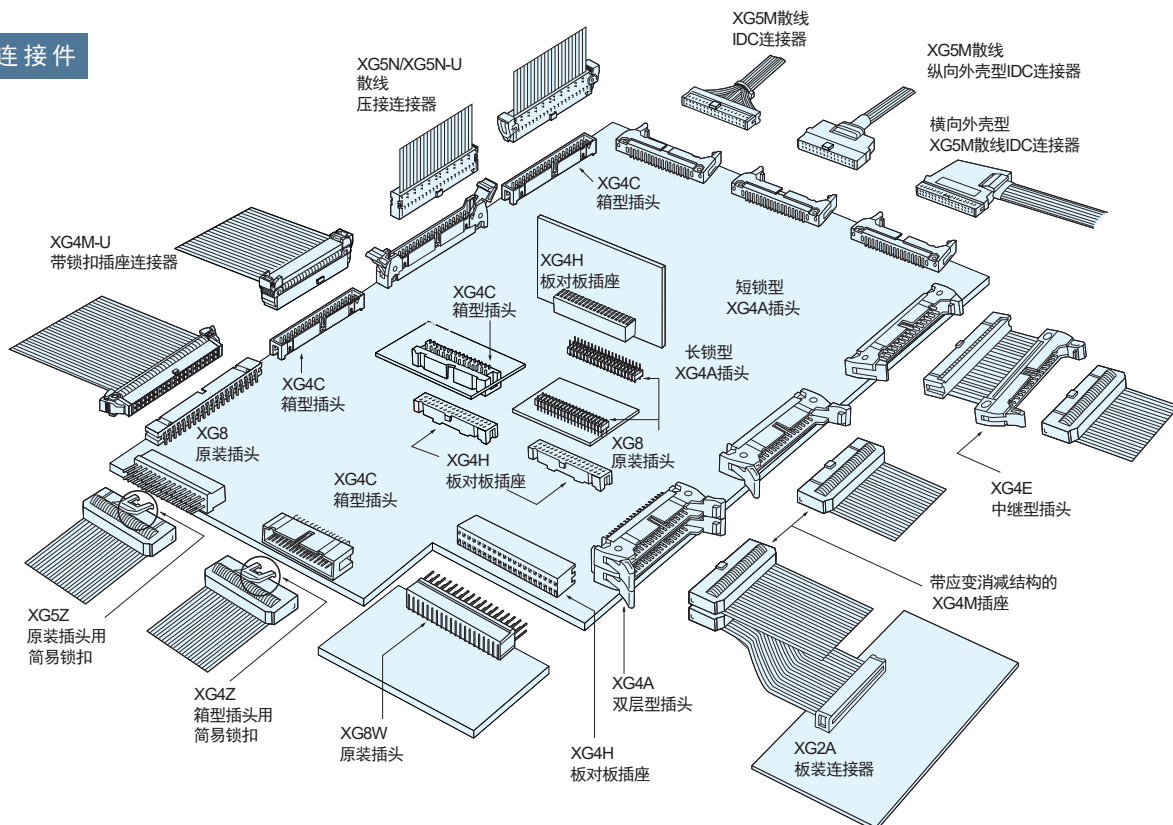 连接件
XG5M散线
IDC连接器
XG5M散线
纵向外壳型IDC连接器
XG5N/XG5N-U
散线
压接连接器
横向外壳型
XG5M散线IDC连接器
XG4C
箱型插头
XG4M-U
带锁扣插座连接器
XG4H
板对板插座
XG4C
箱型插头
短锁型
XG4A插头
长锁型
XG4A插头
XG4C
箱型插头
XG8
原装插头
XG4H
板对板插座
XG8
原装插头
XG4C
箱型插头
XG4E
中继型插头
带应变消减结构的
XG4M插座
XG5Z
原装插头用
简易锁扣
XG4Z
箱型插头用
简易锁扣
XG8W
原装插头
XG4A
双层型插头
XG4H
板对板插座
XG2A
板装连接器